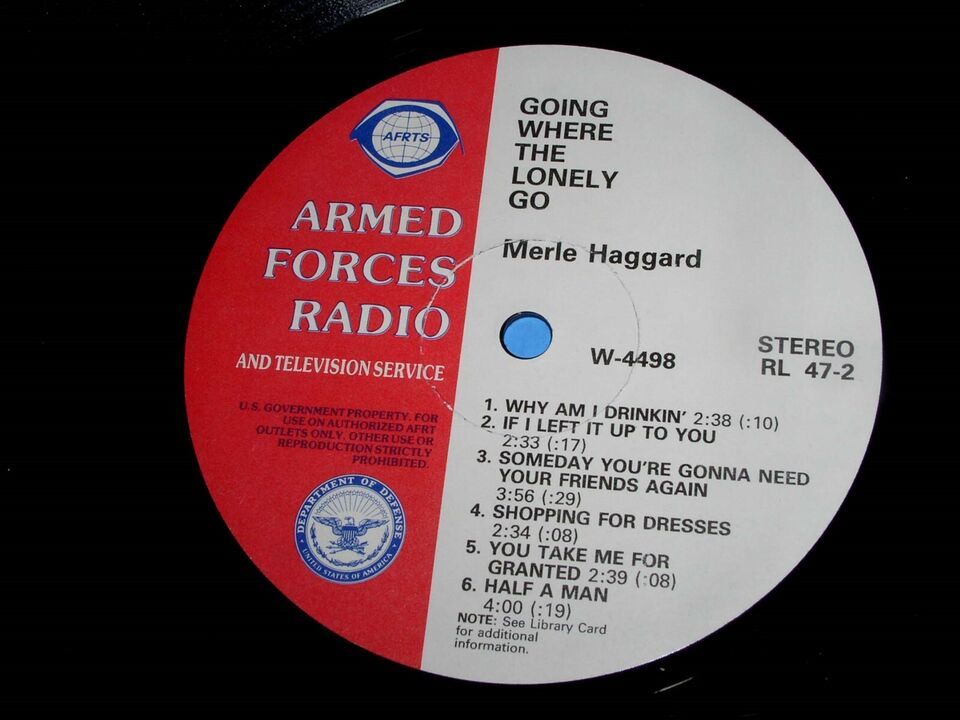 AFRTS
ARMED
FORCES
RADIO
AND TELEVISION SERVICE
U.S. GOVERNMENT PROPERTY. FOR
USE ON AUTHORIZED AFRT
OUTLETS ONLY. OTHER USE OR
REPRODUCTION STRICTLY
PROHIBITED.
DEPARTMENT OF DEFENSE
UNITED STATES OF AMERICA
GOING
WHERE
THE
LONELY
GO
Merle Haggard
W-4498
STEREO
RL 47-2
1. WHY AM I DRINKIN' 2:38 (:10)
2. IF I LEFT IT UP TO YOU
2:33 (:17)
3. SOMEDAY YOU'RE GONNA NEED
YOUR FRIENDS AGAIN
3:56 (:29)
4. SHOPPING FOR DRESSES
2:34 (:08)
5. YOU TAKE ME FOR
GRANTED 2:39 (:08)
6. HALF A MAN
4:00 (:19)
NOTE: See Library Card
for additional
information.